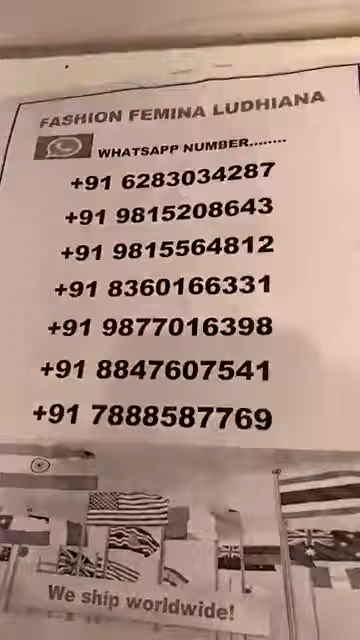 FASHION FEMINA LUDHIANA
WHATSAPP NUMBER........
+91 6283034287
+91 9815208643
+91 9815564812
+91 8360166331
+91 9877016398
+91 8847607541
+91 7888587769
We ship worldwide!